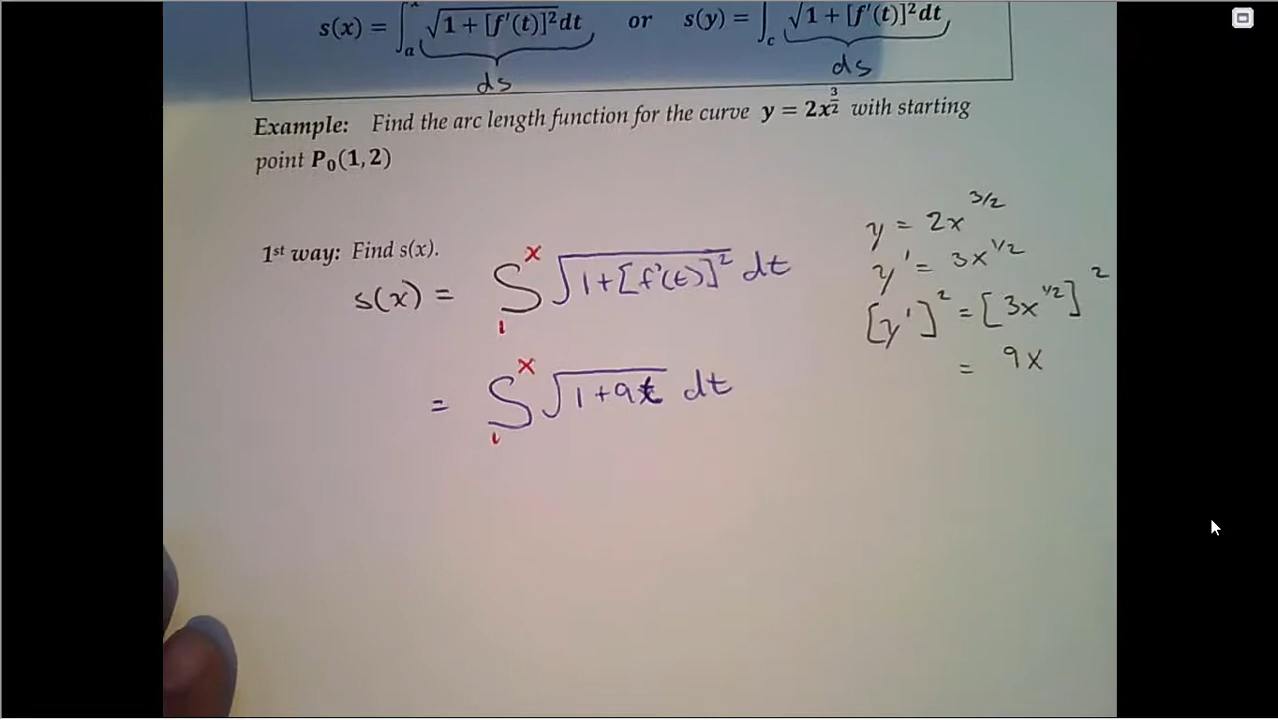 s(x) = ∫ₐˣ √1 + [f′(t)]²dt or s(y) = ∫_c √1 + [f′(t)]²dt,
ds ds
Example: Find the arc length function for the curve y = 2x^(3/2) with starting
point P₀(1, 2)
1st way: Find s(x).
s(x) = ∫₁ˣ √1+[f′(t)]² dt
= ∫₁ˣ √1+9t dt
y = 2x^(3/2)
y′ = 3x^(1/2)
[y′]² = [3x^(1/2)]²
= 9x